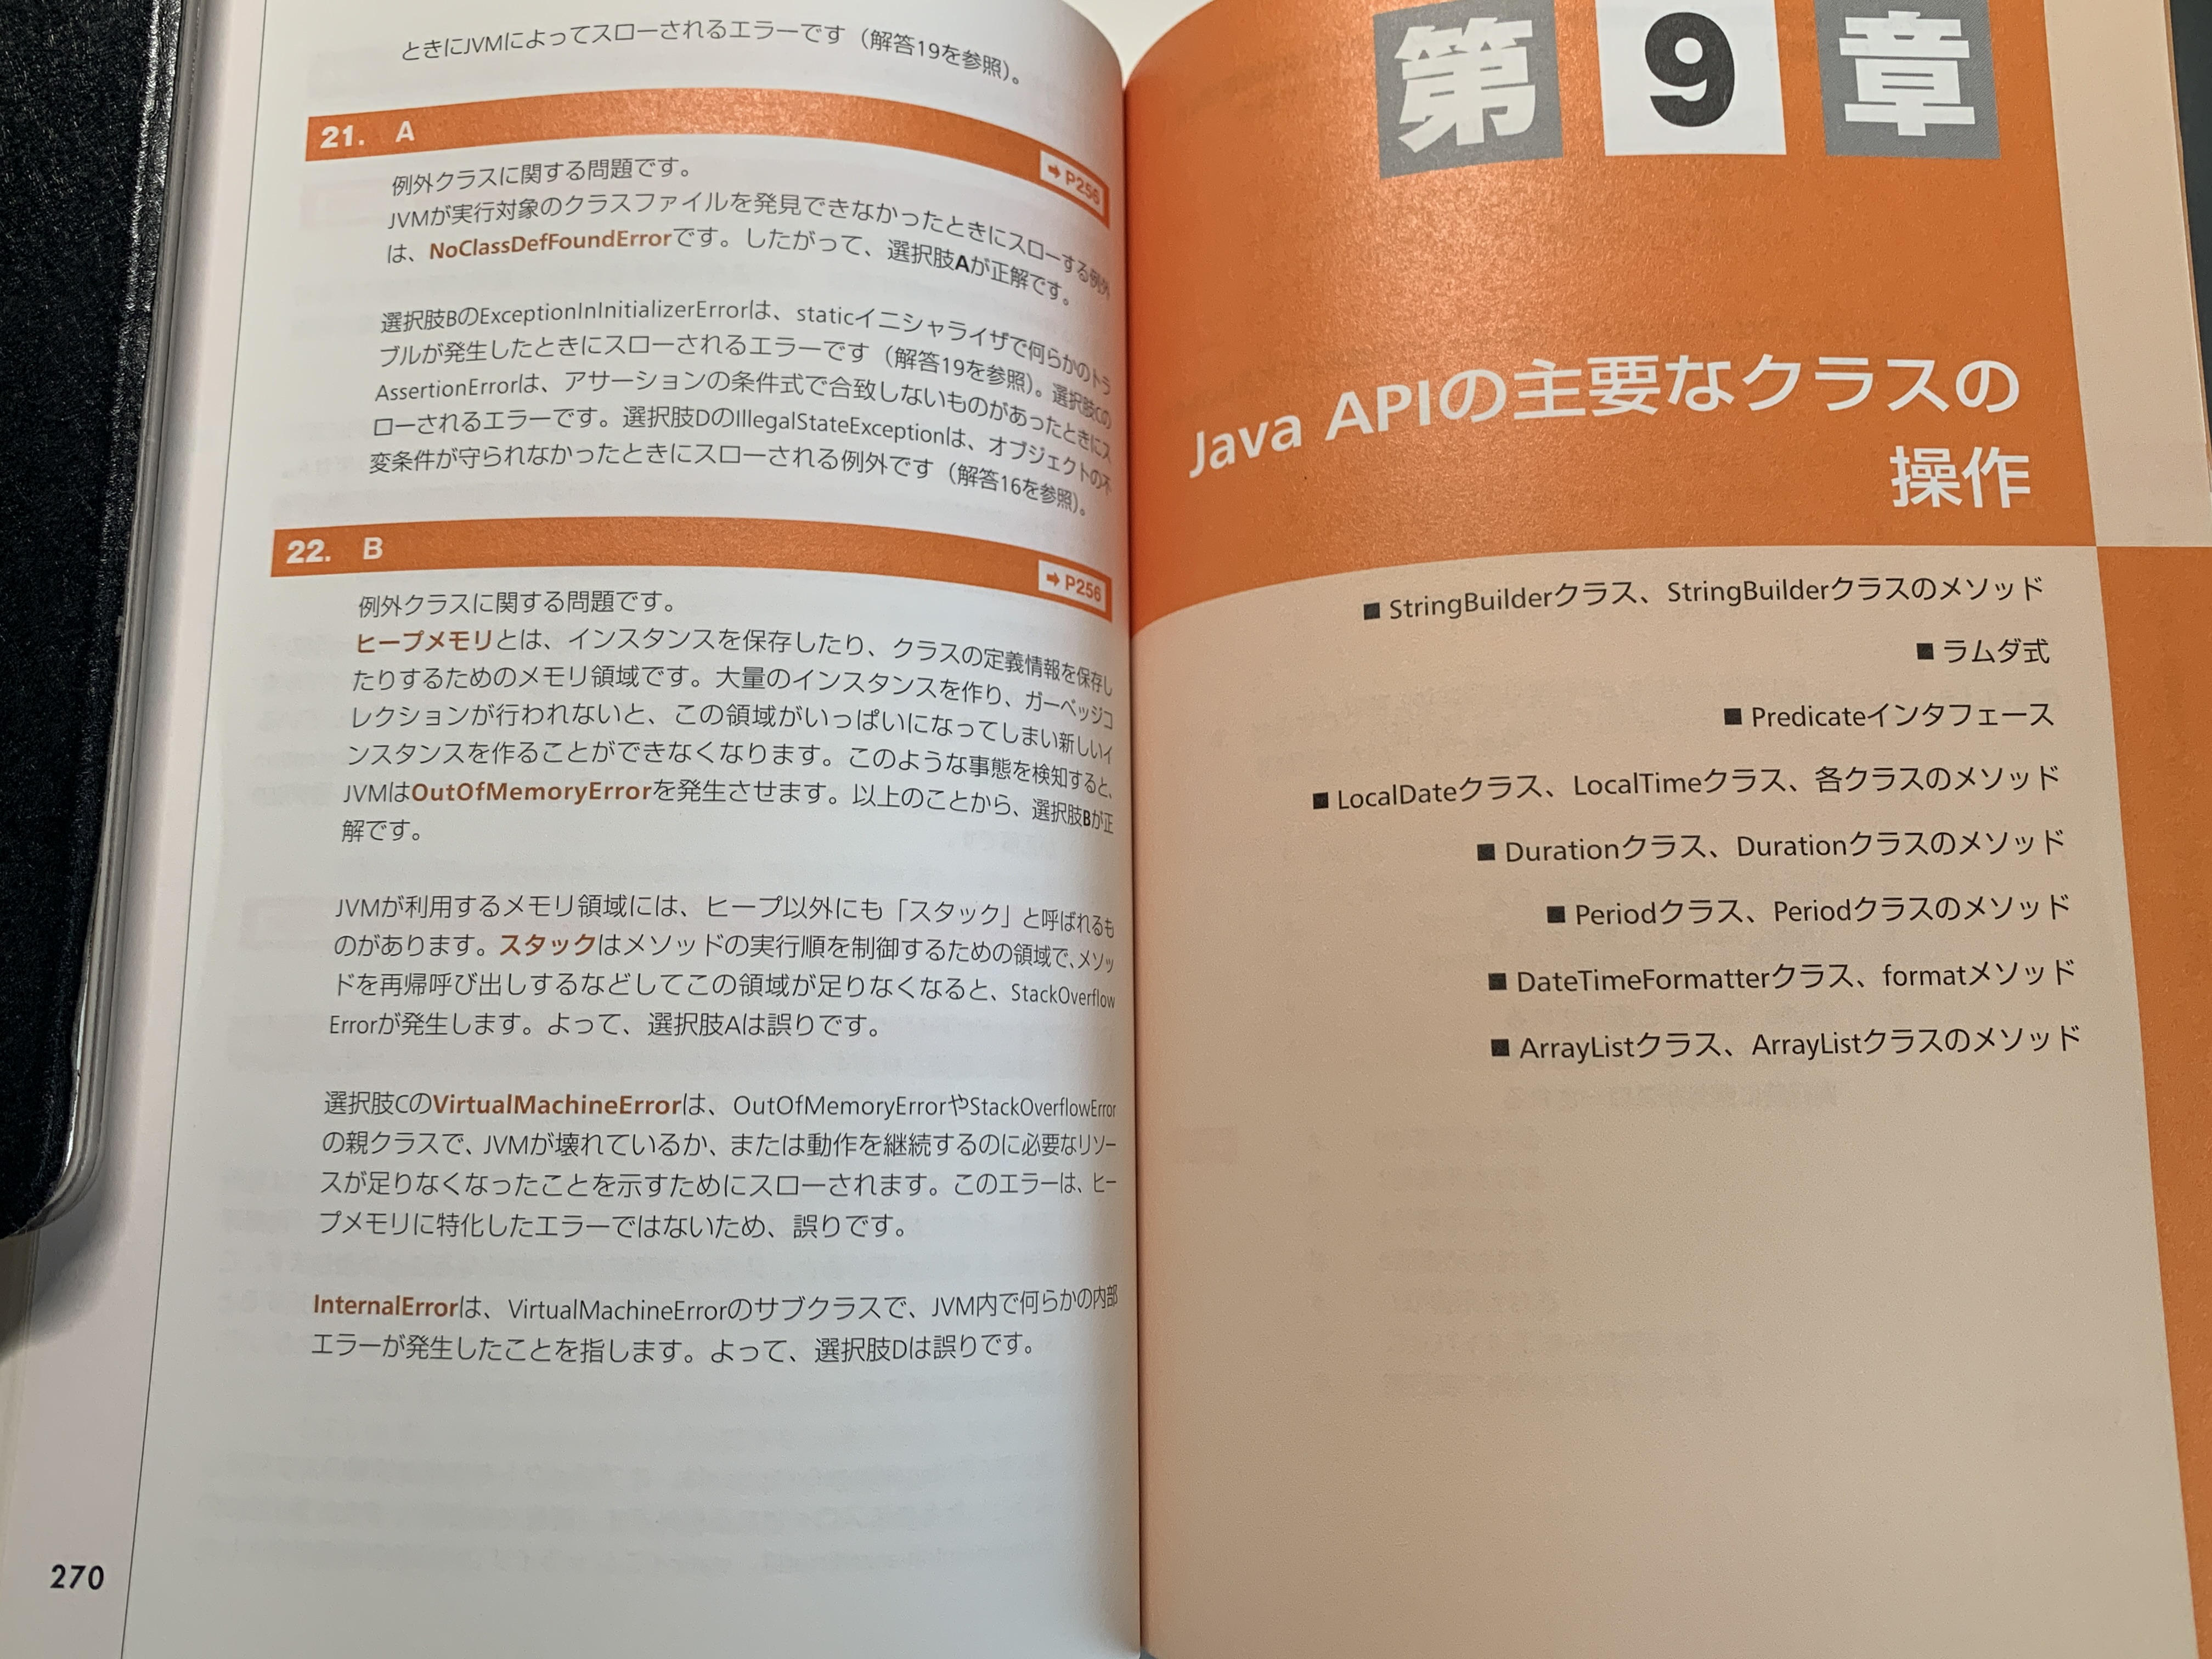 ときにJVMによってスローされるエラーです（解答19を参照）。
21. A
➡P256
例外クラスに関する問題です。
JVMが実行対象のクラスファイルを発見できなかったときにスローする例外
は、NoClassDefFoundErrorです。したがって、選択肢Aが正解です。
選択肢BのExceptionInInitializerErrorは、staticイニシャライザで何らかのトラ
ブルが発生したときにスローされるエラーです（解答19を参照）。選択肢Cの
AssertionErrorは、アサーションの条件式で合致しないものがあったときにス
ローされるエラーです。選択肢DのIllegalStateExceptionは、オブジェクトの不
変条件が守られなかったときにスローされる例外です（解答16を参照）。
22. B
➡P256
例外クラスに関する問題です。
ヒープメモリとは、インスタンスを保存したり、クラスの定義情報を保存し
たりするためのメモリ領域です。大量のインスタンスを作り、ガーベッジコ
レクションが行われないと、この領域がいっぱいになってしまい新しいイ
ンスタンスを作ることができなくなります。このような事態を検知すると、
JVMはOutOfMemoryErrorを発生させます。以上のことから、選択肢Bが正
解です。
JVMが利用するメモリ領域には、ヒープ以外にも「スタック」と呼ばれるも
のがあります。スタックはメソッドの実行順を制御するための領域で、メソッ
ドを再帰呼び出しするなどしてこの領域が足りなくなると、StackOverflow
Errorが発生します。よって、選択肢Aは誤りです。
選択肢CのVirtualMachineErrorは、OutOfMemoryErrorやStackOverflowError
の親クラスで、JVMが壊れているか、または動作を継続するのに必要なリソー
スが足りなくなったことを示すためにスローされます。このエラーは、ヒー
プメモリに特化したエラーではないため、誤りです。
InternalErrorは、VirtualMachineErrorのサブクラスで、JVM内で何らかの内部
エラーが発生したことを指します。よって、選択肢Dは誤りです。
270
第9章
Java APIの主要なクラスの
操作
■ StringBuilderクラス、StringBuilderクラスのメソッド
■ ラムダ式
■ Predicateインタフェース
■ LocalDateクラス、LocalTimeクラス、各クラスのメソッド
■ Durationクラス、Durationクラスのメソッド
■ Periodクラス、Periodクラスのメソッド
■ DateTimeFormatterクラス、formatメソッド
■ ArrayListクラス、ArrayListクラスのメソッド